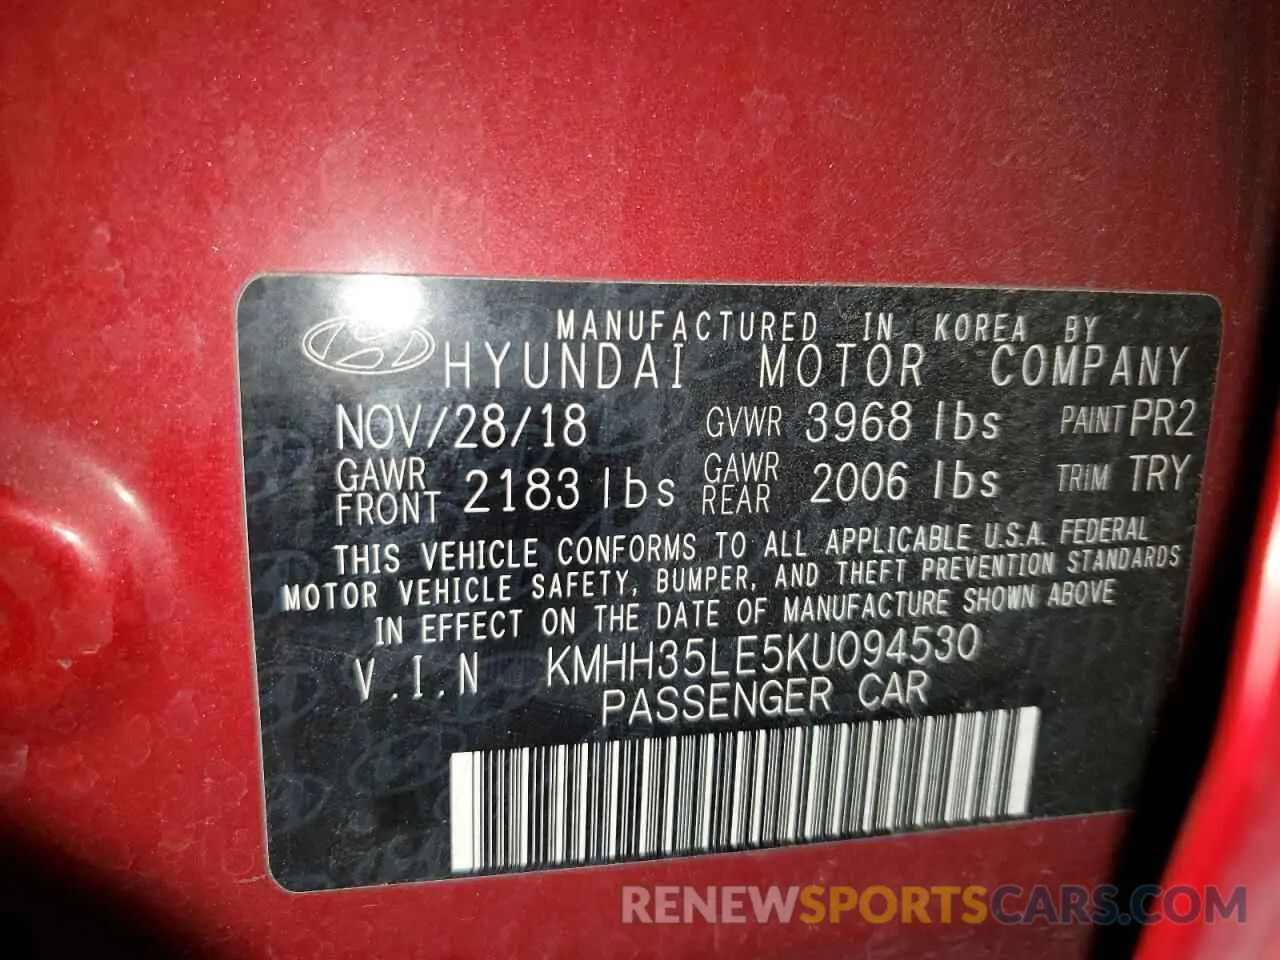 MANUFACTURED IN KOREA BY
HYUNDAI MOTOR COMPANY
NOV/28/18 GVWR 3968 lbs PAINT PR2
GAWR FRONT 2183 lbs GAWR REAR 2006 lbs TRIM TRY
THIS VEHICLE CONFORMS TO ALL APPLICABLE U.S.A. FEDERAL
MOTOR VEHICLE SAFETY, BUMPER, AND THEFT PREVENTION STANDARDS
IN EFFECT ON THE DATE OF MANUFACTURE SHOWN ABOVE
V.I.N KMHH35LE5KU094530
PASSENGER CAR
RENEWSPORTSCARS.COM